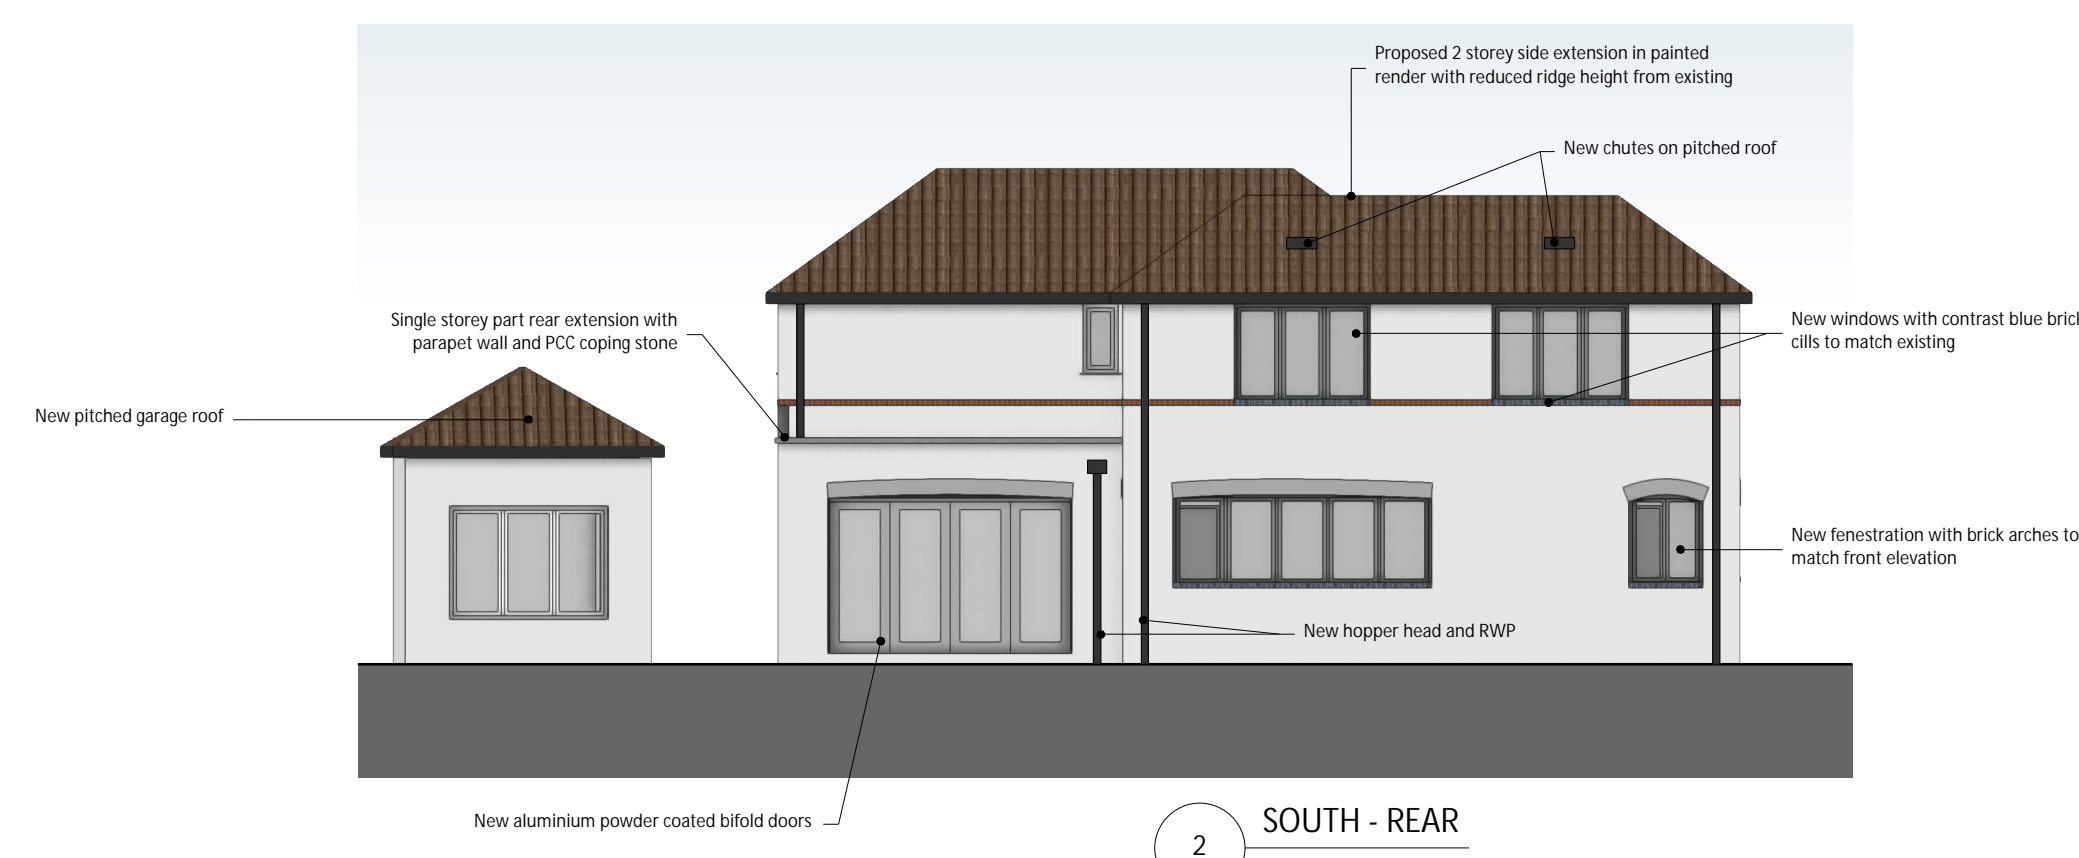 Proposed 2 storey side extension in painted
render with reduced ridge height from existing
New chutes on pitched roof
Single storey part rear extension with
parapet wall and PCC coping stone
New windows with contrast blue brick
cills to match existing
New pitched garage roof
New fenestration with brick arches to
match front elevation
New hopper head and RWP
New aluminium powder coated bifold doors
SOUTH - REAR
2